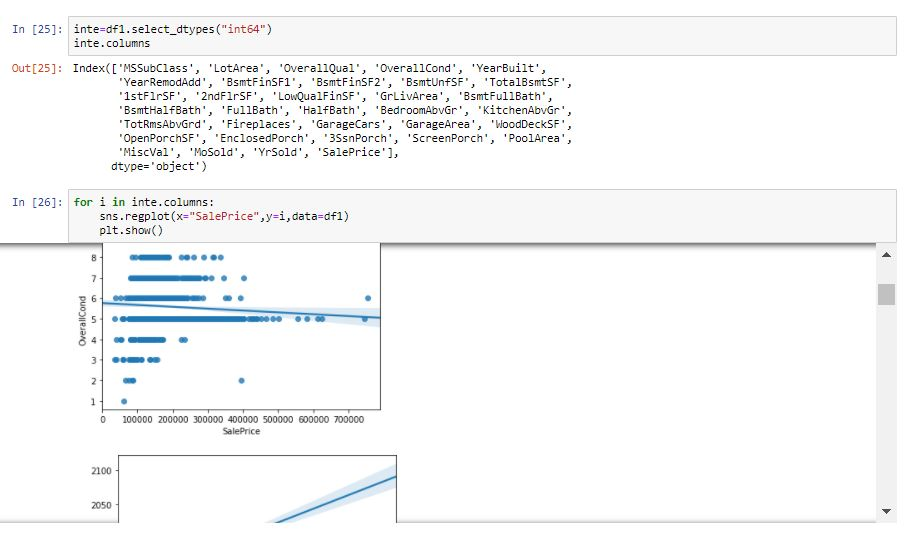 In [25]: inte=df1.select_dtypes("int64")
inte.columns
Out[25]: Index(['MSSubClass', 'LotArea', 'OverallQual', 'OverallCond', 'YearBuilt',
'YearRemodAdd', 'BsmtFinSF1', 'BsmtFinSF2', 'BsmtUnfSF', 'TotalBsmtSF',
'1stFlrSF', '2ndFlrSF', 'LowQualFinSF', 'GrLivArea', 'BsmtFullBath',
'BsmtHalfBath', 'FullBath', 'HalfBath', 'BedroomAbvGr', 'KitchenAbvGr',
'TotRmsAbvGrd', 'Fireplaces', 'GarageCars', 'GarageArea', 'WoodDeckSF',
'OpenPorchSF', 'EnclosedPorch', '3SsnPorch', 'ScreenPorch', 'PoolArea',
'MiscVal', 'MoSold', 'YrSold', 'SalePrice'],
dtype='object')
In [26]: for i in inte.columns:
sns.regplot(x="SalePrice",y=i,data=df1)
plt.show()
8
7
6
5
4
3
2
1
OverallCond
0 100000 200000 300000 400000 500000 600000 700000
SalePrice
2100
2050